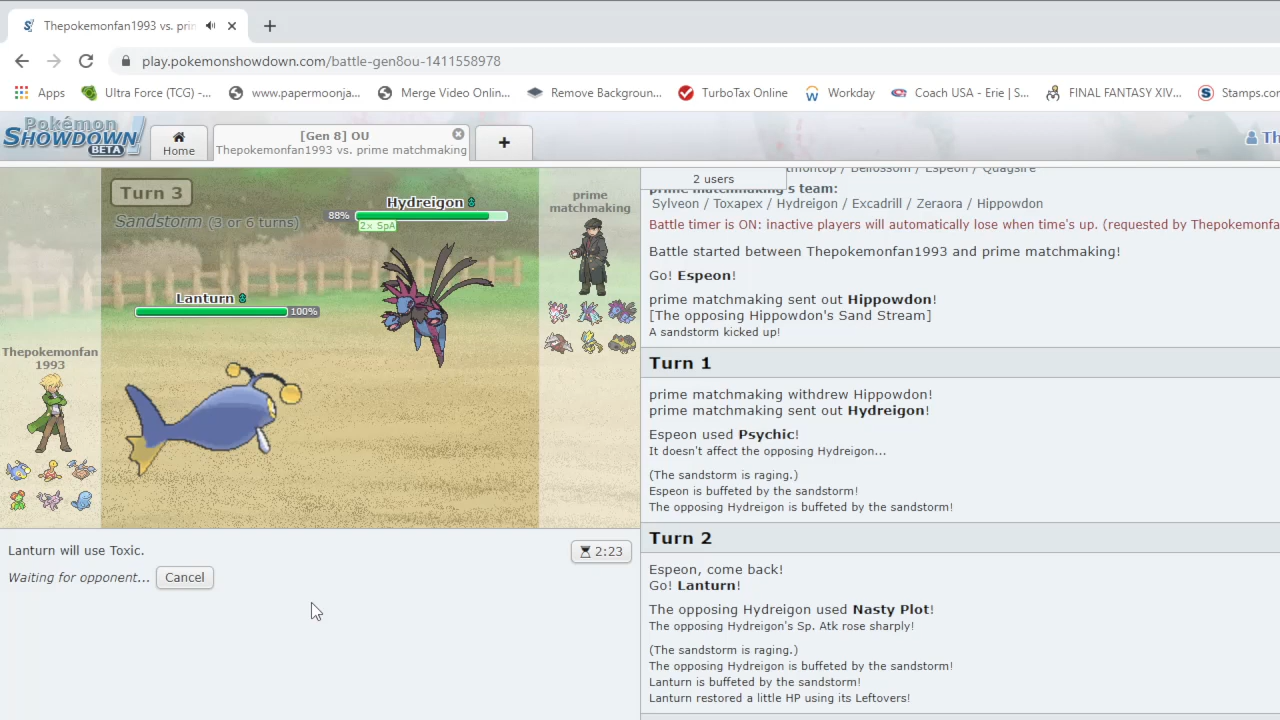 Thepokemonfan1993 vs. prin
play.pokemonshowdown.com/battle-gen8ou-1411558978
Apps
Ultra Force (TCG) -...
www.papermoonja...
Merge Video Onlin...
Remove Backgroun...
TurboTax Online
Workday
Coach USA - Erie | S...
FINAL FANTASY XIV...
Stamps.com
Pokémon
SHOWDOWN!
BETA
Home
[Gen 8] OU
Thepokemonfan1993 vs. prime matchmaking
+
Th
Turn 3
Sandstorm (3 or 6 turns)
Hydreigon
88%
2× SpA
Lanturn
100%
prime
matchmaking
Thepokemonfan
1993
Lanturn will use Toxic.
2:23
Waiting for opponent...
Cancel
2 users
/ Bellossom / Espeon / Quagsire
prime matchmaking's team:
Sylveon / Toxapex / Hydreigon / Excadrill / Zeraora / Hippowdon
Battle timer is ON: inactive players will automatically lose when time's up. (requested by Thepokemonfa
Battle started between Thepokemonfan1993 and prime matchmaking!
Go! Espeon!
prime matchmaking sent out Hippowdon!
[The opposing Hippowdon's Sand Stream]
A sandstorm kicked up!
Turn 1
prime matchmaking withdrew Hippowdon!
prime matchmaking sent out Hydreigon!
Espeon used Psychic!
It doesn't affect the opposing Hydreigon...
(The sandstorm is raging.)
Espeon is buffeted by the sandstorm!
The opposing Hydreigon is buffeted by the sandstorm!
Turn 2
Espeon, come back!
Go! Lanturn!
The opposing Hydreigon used Nasty Plot!
The opposing Hydreigon's Sp. Atk rose sharply!
(The sandstorm is raging.)
The opposing Hydreigon is buffeted by the sandstorm!
Lanturn is buffeted by the sandstorm!
Lanturn restored a little HP using its Leftovers!